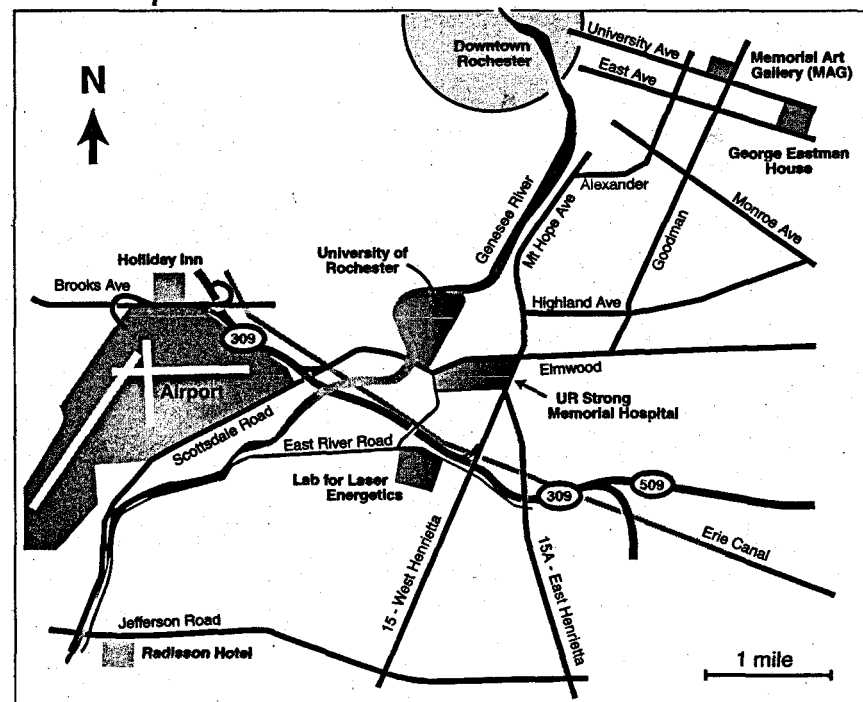 Downtown
Rochester
University Ave
East Ave
Memorial Art
Gallery (MAG)
George Eastman
House
N
Genesee River
Mt Hope Ave
Alexander
Goodman
Monroe Ave
Holliday Inn
Brooks Ave
University of
Rochester
Highland Ave
309
Elmwood
Airport
UR Strong
Memorial Hospital
Scottsdale Road
East River Road
Lab for Laser
Energetics
309
509
Erie Canal
15 - West Henrietta
15A - East Henrietta
Jefferson Road
Radisson Hotel
1 mile